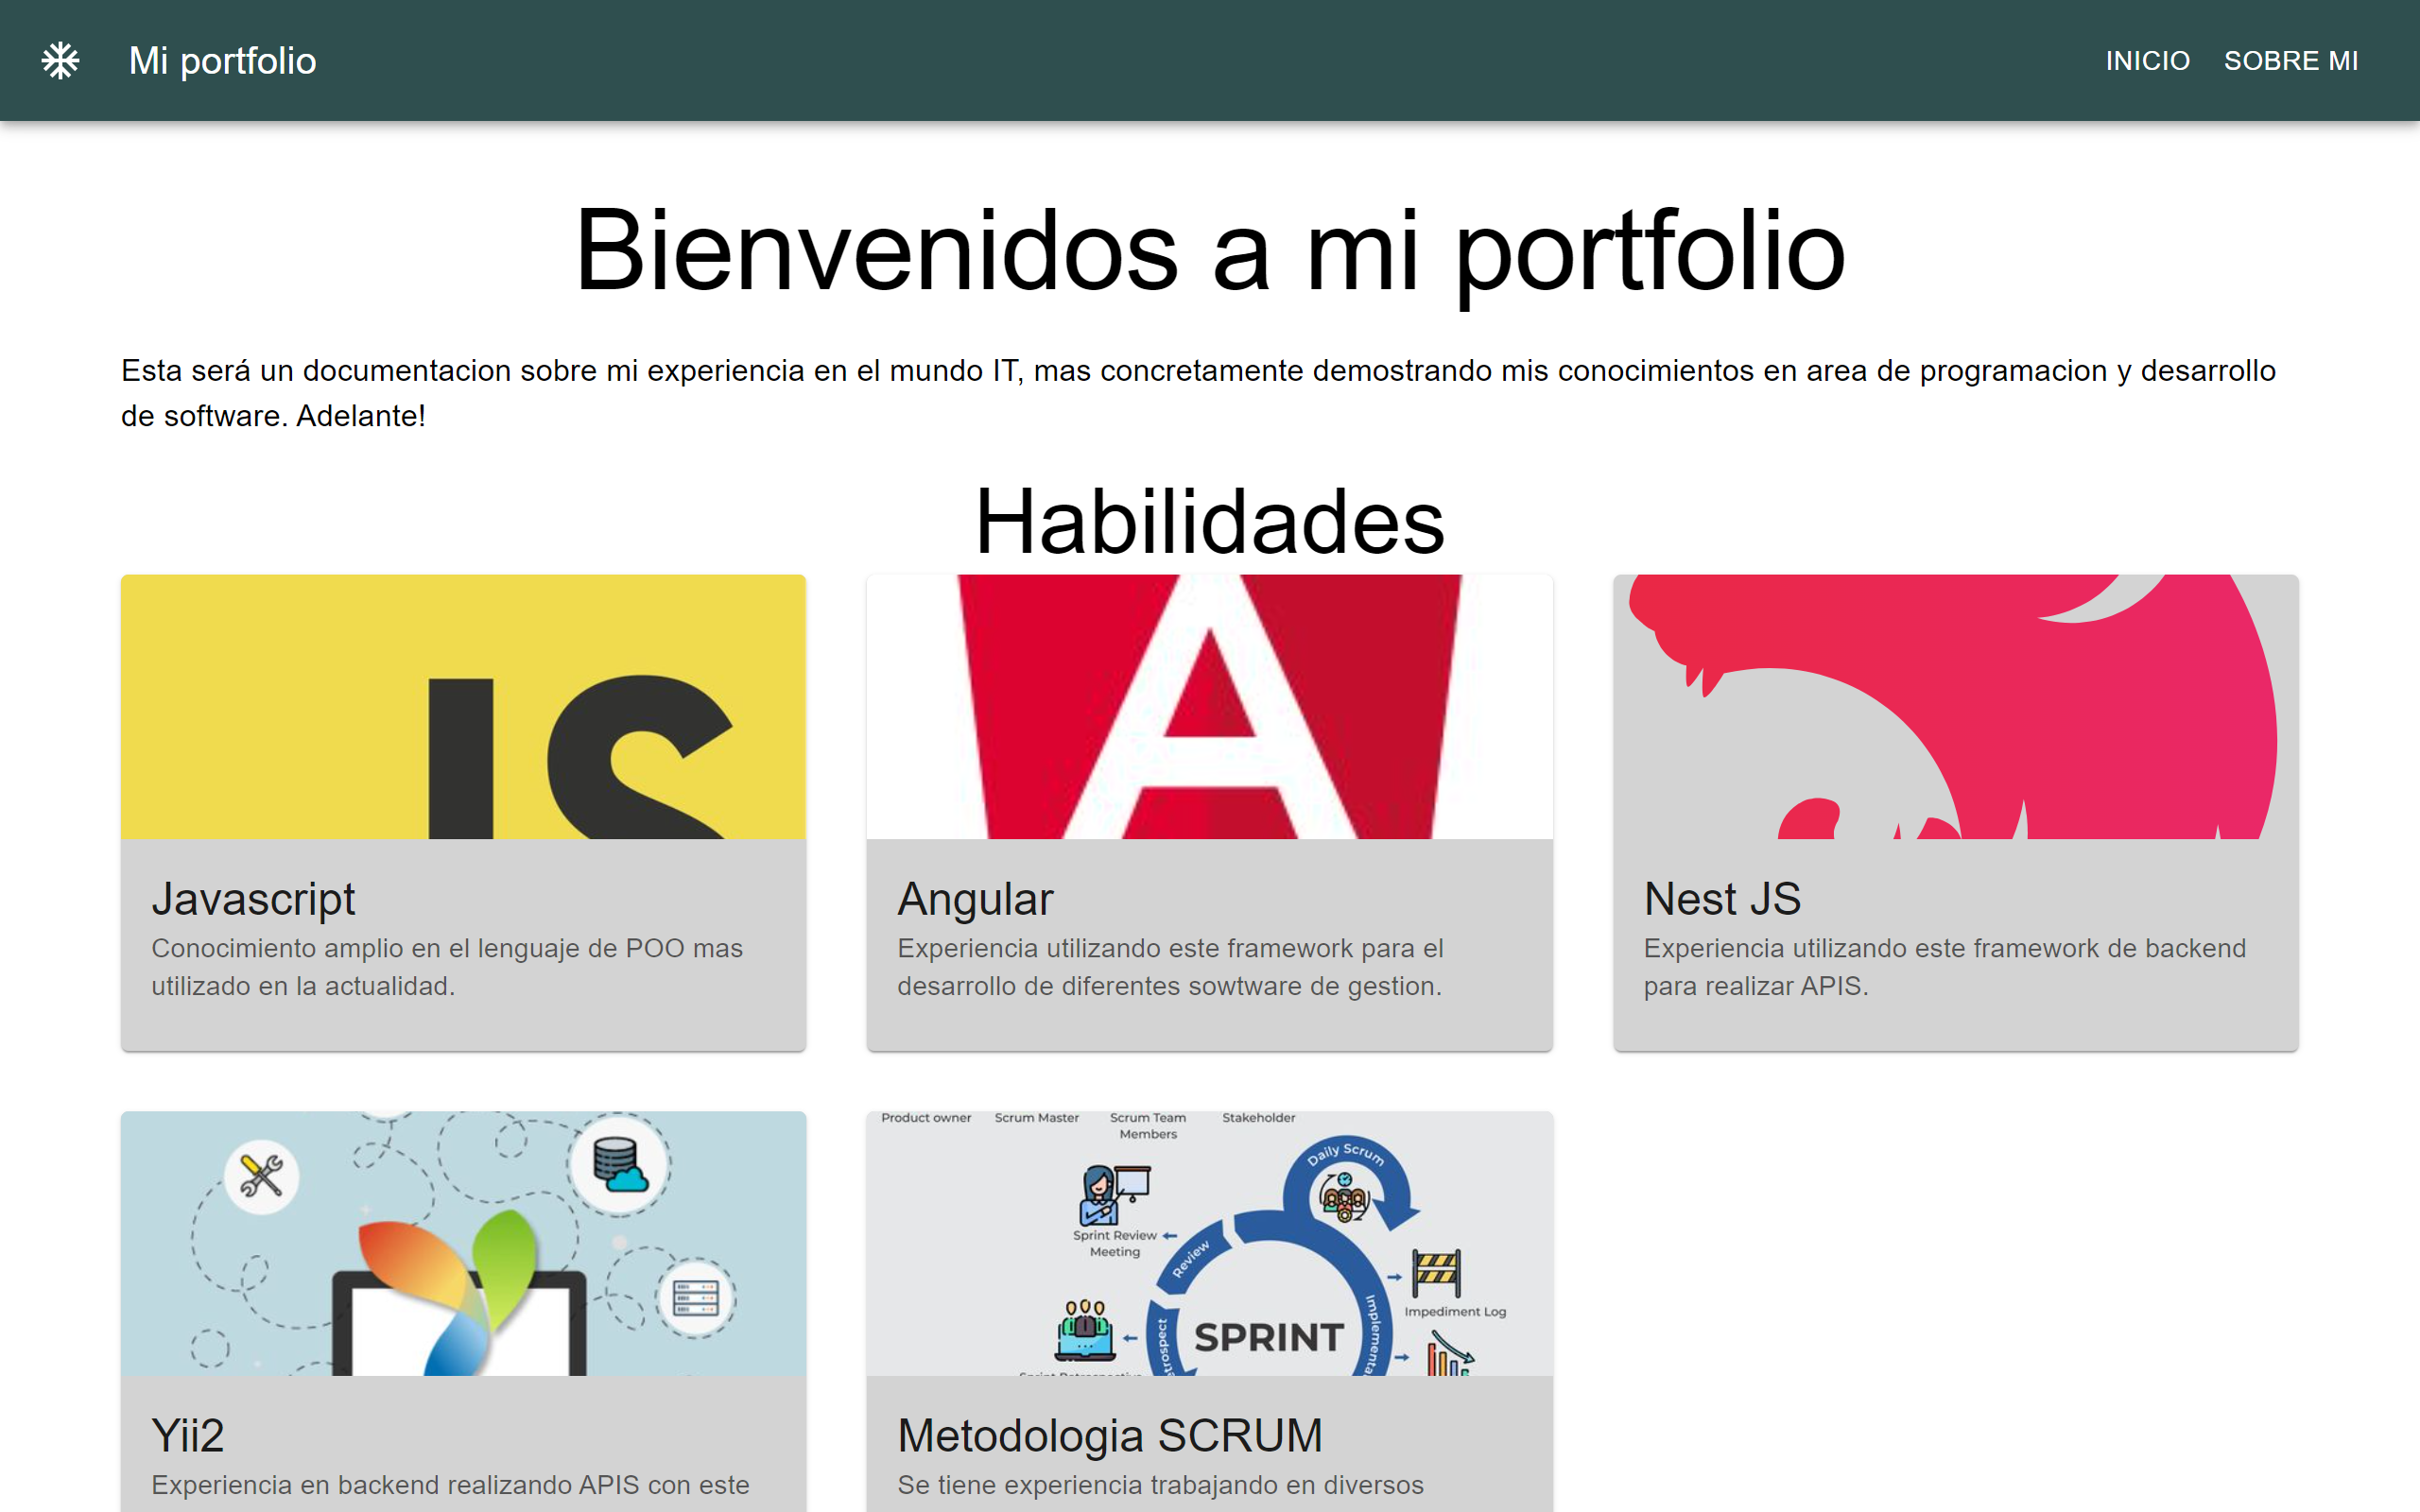 Mi portfolio
INICIO SOBRE MI
Bienvenidos a mi portfolio
Esta será un documentacion sobre mi experiencia en el mundo IT, mas concretamente demostrando mis conocimientos en area de programacion y desarrollo
de software. Adelante!
Habilidades
JS
Javascript
Conocimiento amplio en el lenguaje de POO mas
utilizado en la actualidad.
A
Angular
Experiencia utilizando este framework para el
desarrollo de diferentes sowtware de gestion.
Nest JS
Experiencia utilizando este framework de backend
para realizar APIS.
Yii2
Experiencia en backend realizando APIS con este
Product owner
Scrum Master
Scrum Team
Members
Stakeholder
Daily Scrum
Sprint Review
Meeting
Review
Impediment Log
SPRINT
Metodologia SCRUM
Se tiene experiencia trabajando en diversos